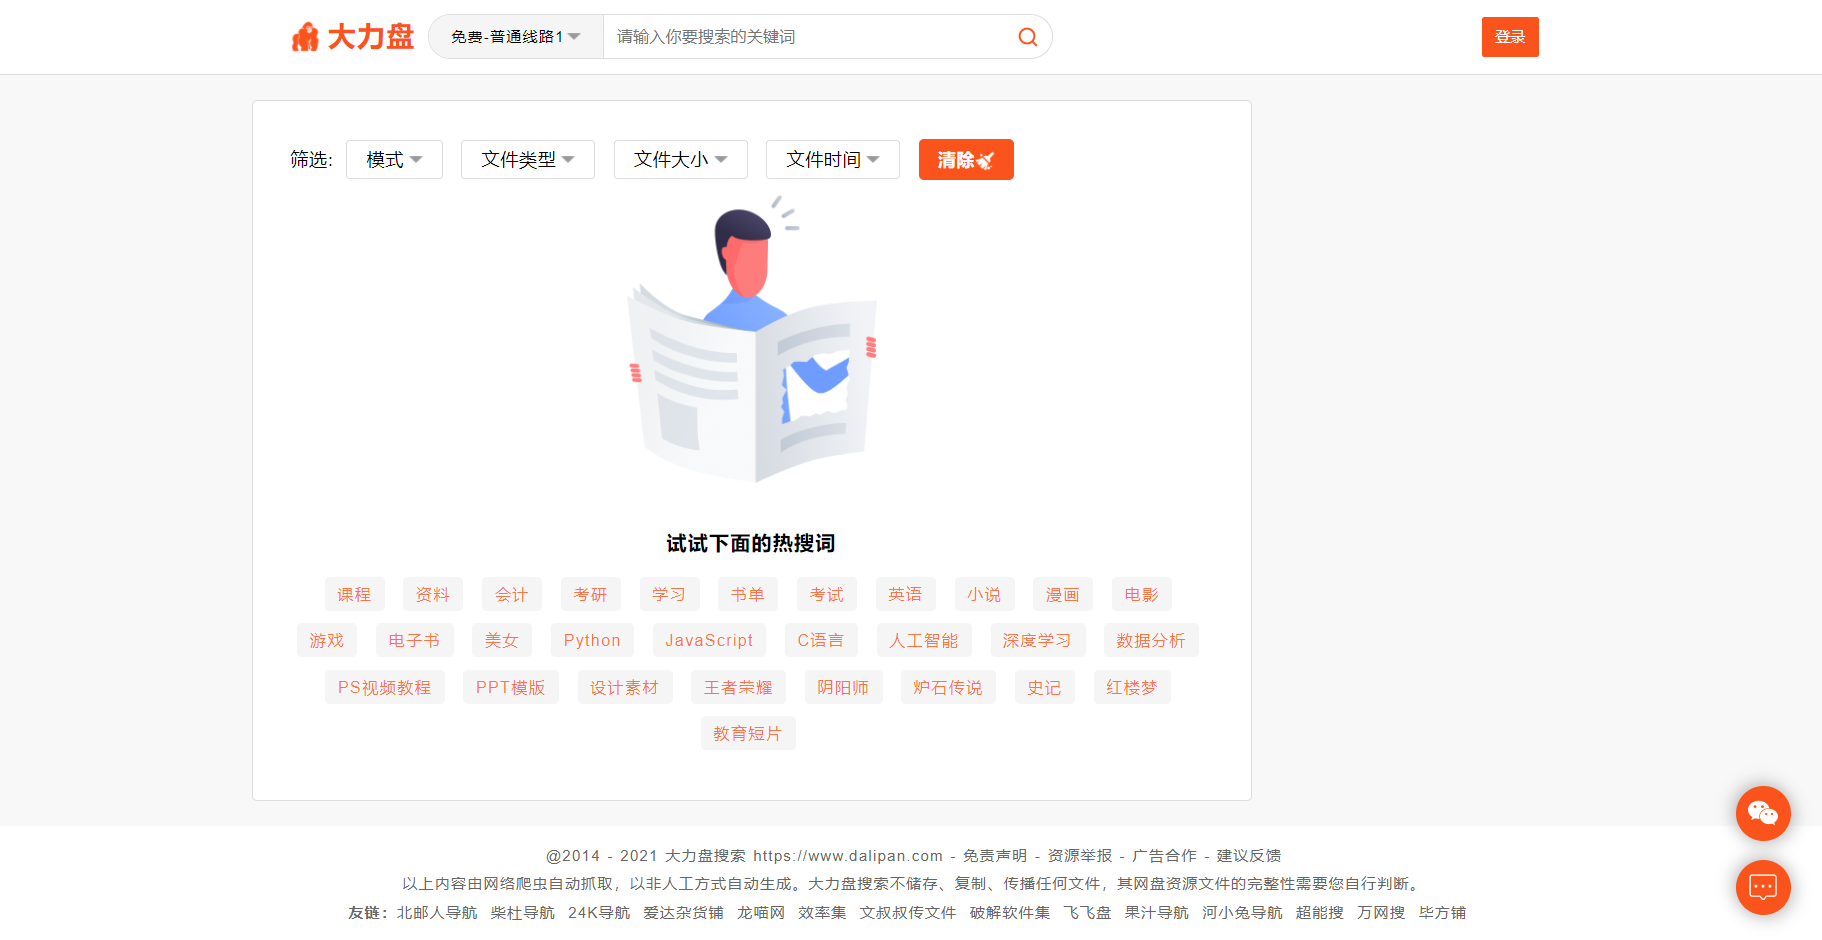 大力盘 免费-普通线路1 请输入你要搜索的关键词 登录
筛选: 模式 文件类型 文件大小 文件时间 清除
试试下面的热搜词
课程 资料 会计 考研 学习 书单 考试 英语 小说 漫画 电影
游戏 电子书 美女 Python JavaScript C语言 人工智能 深度学习 数据分析
PS视频教程 PPT模版 设计素材 王者荣耀 阴阳师 炉石传说 史记 红楼梦
教育短片
@2014 - 2021 大力盘搜索 https://www.dalipan.com - 免责声明 - 资源举报 - 广告合作 - 建议反馈
以上内容由网络爬虫自动抓取，以非人工方式自动生成。大力盘搜索不储存、复制、传播任何文件，其网盘资源文件的完整性需要您自行判断。
友链：北邮人导航 柴杜导航 24K导航 爱达杂货铺 龙喵网 效率集 文叔叔传文件 破解软件集 飞飞盘 果汁导航 河小兔导航 超能搜 万网搜 毕方铺